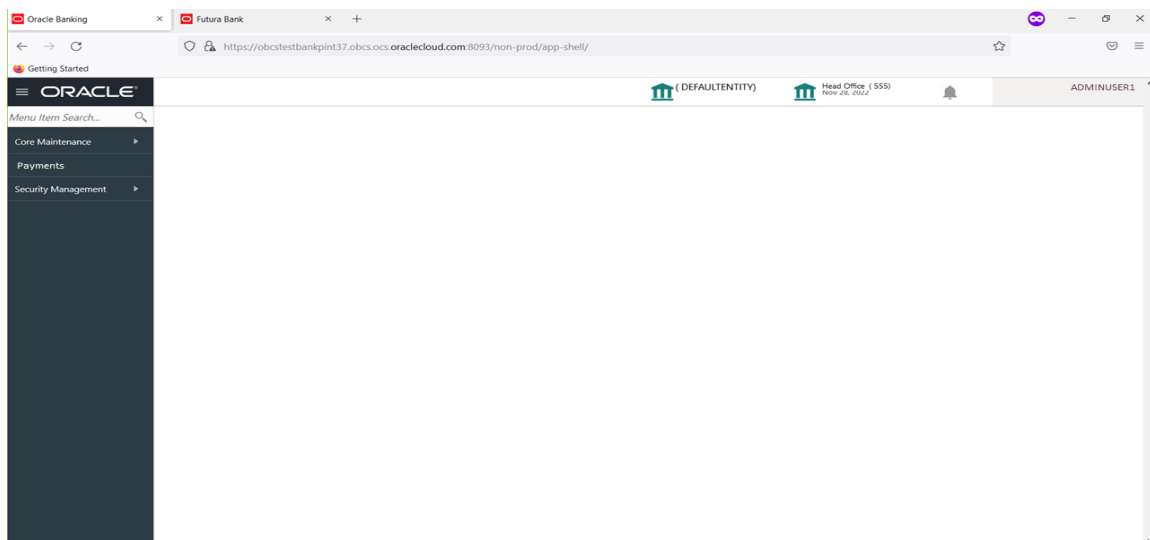 Oracle Banking
Futura Bank
https://obcstestbankpint37.obcs.ocs.oraclecloud.com:8093/non-prod/app-shell/
Getting Started
ORACLE
( DEFAULTENTITY)
Head Office ( 555)
Nov 28, 2022
ADMINUSER1
Menu Item Search...
Core Maintenance
Payments
Security Management